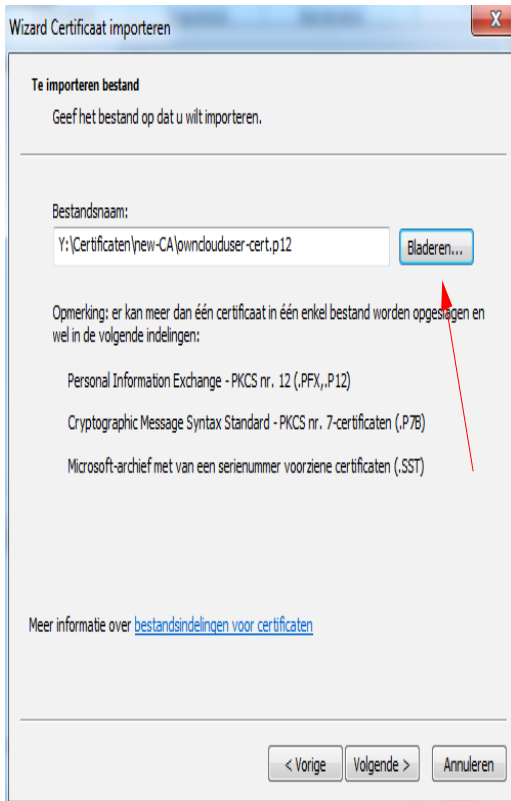 Wizard Certificaat importeren
X
Te importeren bestand
Geef het bestand op dat u wilt importeren.
Bestandsnaam:
Y:\Certificaten\new-CA\ownclouduser-cert.p12
Bladeren...
Opmerking: er kan meer dan één certificaat in één enkel bestand worden opgeslagen en
wel in de volgende indelingen:
Personal Information Exchange - PKCS nr. 12 (.PFX,.P12)
Cryptographic Message Syntax Standard - PKCS nr. 7-certificaten (.P7B)
Microsoft-archief met van een serienummer voorziene certificaten (.SST)
Meer informatie over bestandsindelingen voor certificaten
< Vorige
Volgende >
Annuleren